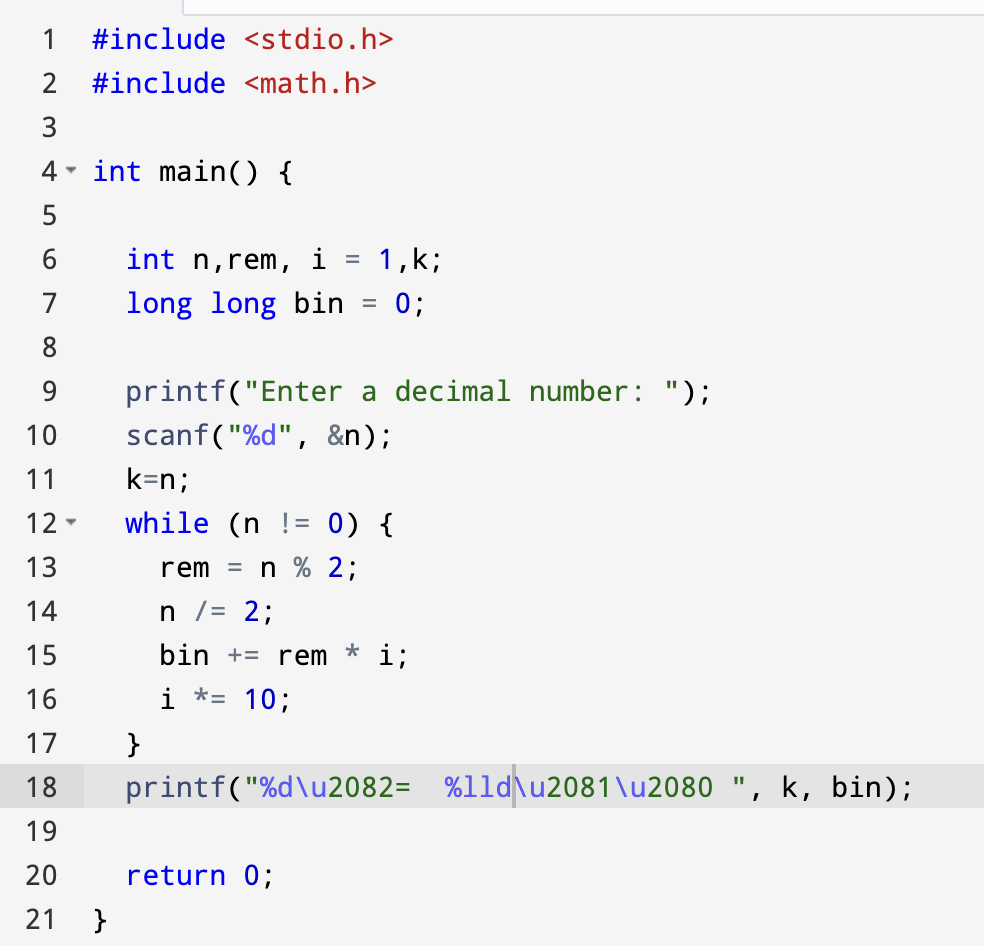 1 #include <stdio.h>
2 #include <math.h>
3
4 int main() {
5
6 int n,rem, i = 1,k;
7 long long bin = 0;
8
9 printf("Enter a decimal number: ");
10 scanf("%d", &n);
11 k=n;
12 while (n != 0) {
13 rem = n % 2;
14 n /= 2;
15 bin += rem * i;
16 i *= 10;
17 }
18 printf("%d\u2082=  %lld\u2081\u2080 ", k, bin);
19
20 return 0;
21 }